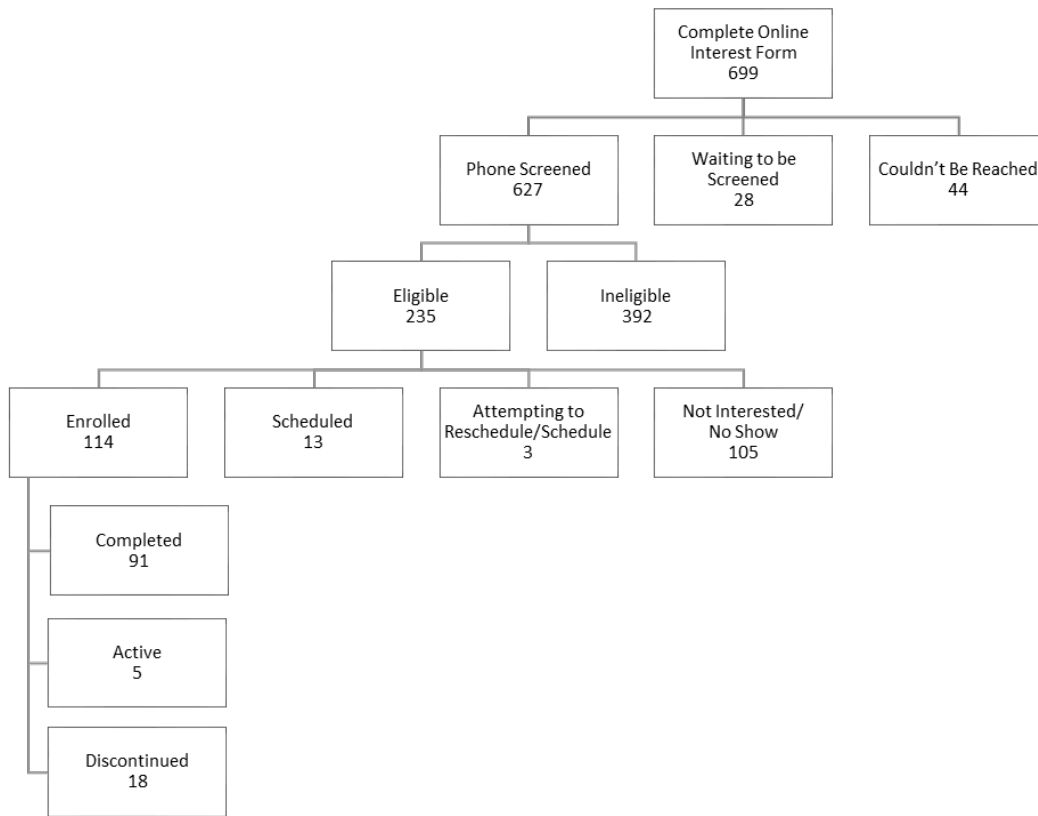 Complete Online
Interest Form
699
Phone Screened
627
Waiting to be
Screened
28
Couldn’t Be Reached
44
Eligible
235
Ineligible
392
Enrolled
114
Scheduled
13
Attempting to
Reschedule/Schedule
3
Not Interested/
No Show
105
Completed
91
Active
5
Discontinued
18